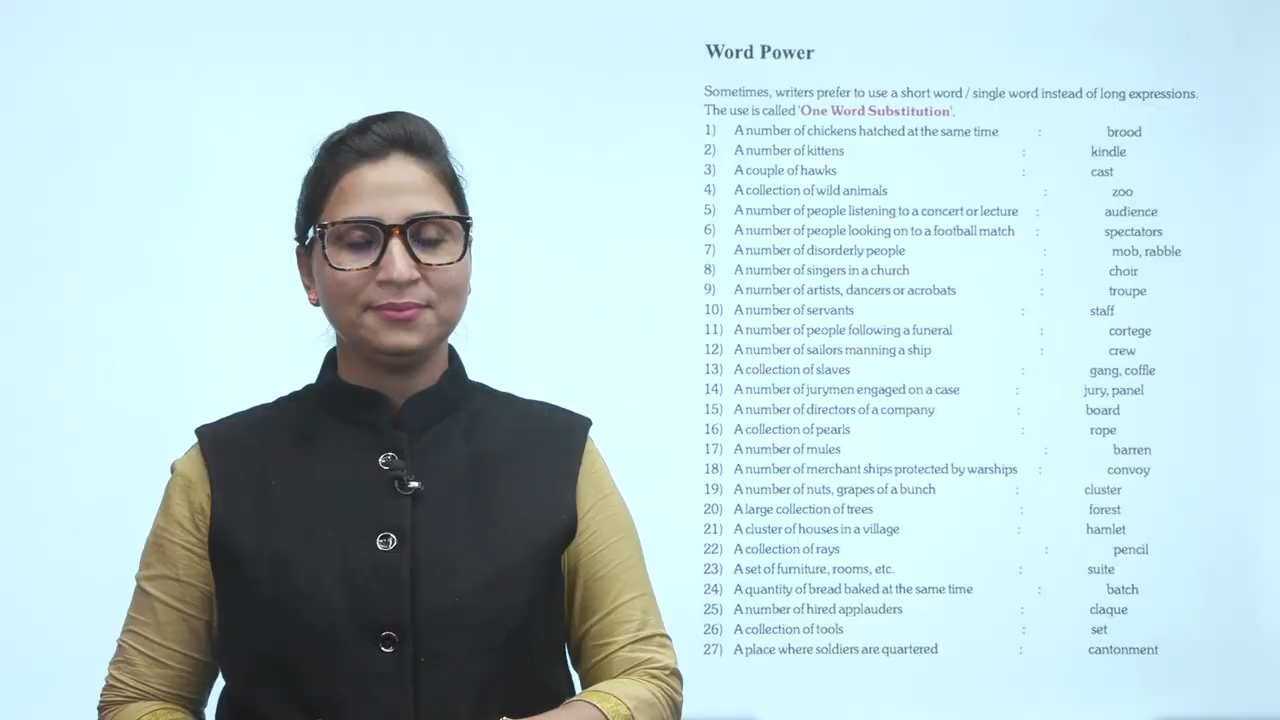 Word Power
Sometimes, writers prefer to use a short word / single word instead of long expressions.
The use is called 'One Word Substitution'.
1) A number of chickens hatched at the same time : brood
2) A number of kittens : kindle
3) A couple of hawks : cast
4) A collection of wild animals : zoo
5) A number of people listening to a concert or lecture : audience
6) A number of people looking on to a football match : spectators
7) A number of disorderly people : mob, rabble
8) A number of singers in a church : choir
9) A number of artists, dancers or acrobats : troupe
10) A number of servants : staff
11) A number of people following a funeral : cortege
12) A number of sailors manning a ship : crew
13) A collection of slaves : gang, coffle
14) A number of jurymen engaged on a case : jury, panel
15) A number of directors of a company : board
16) A collection of pearls : rope
17) A number of mules : barren
18) A number of merchant ships protected by warships : convoy
19) A number of nuts, grapes of a bunch : cluster
20) A large collection of trees : forest
21) A cluster of houses in a village : hamlet
22) A collection of rays : pencil
23) A set of furniture, rooms, etc. : suite
24) A quantity of bread baked at the same time : batch
25) A number of hired applauders : claque
26) A collection of tools : set
27) A place where soldiers are quartered : cantonment